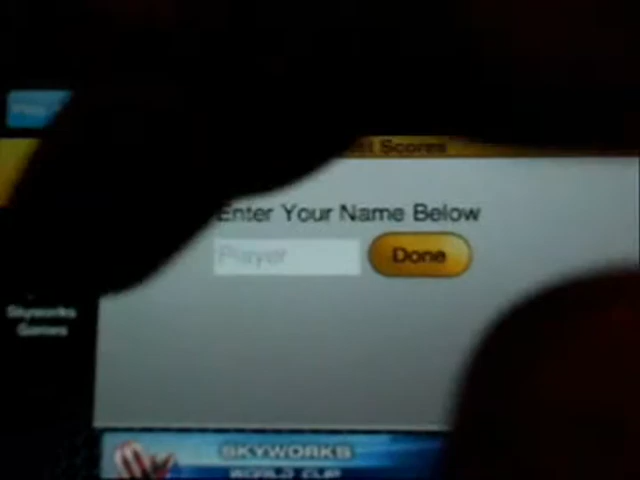 Scores
Enter Your Name Below
Player
Done
Skyworks
Games
SKYWORKS
WORLD CUP